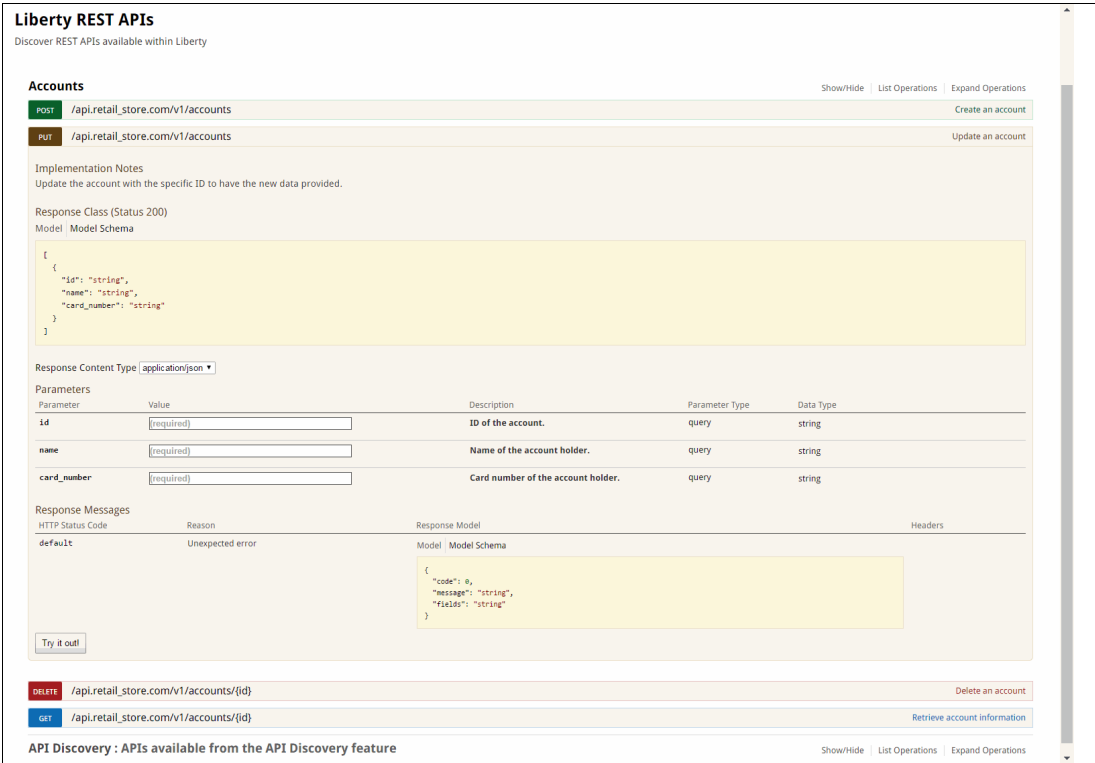 Liberty REST APIs
Discover REST APIs available within Liberty
Accounts Show/Hide List Operations Expand Operations
POST /api.retail_store.com/v1/accounts Create an account
PUT /api.retail_store.com/v1/accounts Update an account
Implementation Notes
Update the account with the specific ID to have the new data provided.
Response Class (Status 200)
Model Model Schema
[
{
"id": "string",
"name": "string",
"card_number": "string"
}
]
Response Content Type application/json
Parameters
Parameter Value Description Parameter Type Data Type
id (required) ID of the account. query string
name (required) Name of the account holder. query string
card_number (required) Card number of the account holder. query string
Response Messages
HTTP Status Code Reason Response Model Headers
default Unexpected error Model Model Schema
{
"code": 0,
"message": "string",
"fields": "string"
}
Try it out!
DELETE /api.retail_store.com/v1/accounts/{id} Delete an account
GET /api.retail_store.com/v1/accounts/{id} Retrieve account information
API Discovery : APIs available from the API Discovery feature Show/Hide List Operations Expand Operations